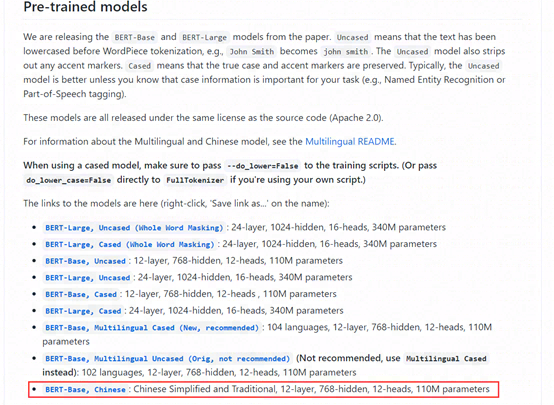 Pre-trained models
We are releasing the BERT-Base and BERT-Large models from the paper. Uncased means that the text has been
lowercased before WordPiece tokenization, e.g., John Smith becomes john smith. The Uncased model also strips
out any accent markers. Cased means that the true case and accent markers are preserved. Typically, the Uncased
model is better unless you know that case information is important for your task (e.g., Named Entity Recognition or
Part-of-Speech tagging).
These models are all released under the same license as the source code (Apache 2.0).
For information about the Multilingual and Chinese model, see the Multilingual README.
When using a cased model, make sure to pass --do_lower=False to the training scripts. (Or pass
do_lower_case=False directly to FullTokenizer if you're using your own script.)
The links to the models are here (right-click, 'Save link as...' on the name):
• BERT-Large, Uncased (Whole Word Masking) : 24-layer, 1024-hidden, 16-heads, 340M parameters
• BERT-Large, Cased (Whole Word Masking) : 24-layer, 1024-hidden, 16-heads, 340M parameters
• BERT-Base, Uncased : 12-layer, 768-hidden, 12-heads, 110M parameters
• BERT-Large, Uncased : 24-layer, 1024-hidden, 16-heads, 340M parameters
• BERT-Base, Cased : 12-layer, 768-hidden, 12-heads , 110M parameters
• BERT-Large, Cased : 24-layer, 1024-hidden, 16-heads, 340M parameters
• BERT-Base, Multilingual Cased (New, recommended) : 104 languages, 12-layer, 768-hidden, 12-heads, 110M
parameters
• BERT-Base, Multilingual Uncased (Orig, not recommended) (Not recommended, use Multilingual Cased
instead): 102 languages, 12-layer, 768-hidden, 12-heads, 110M parameters
• BERT-Base, Chinese : Chinese Simplified and Traditional, 12-layer, 768-hidden, 12-heads, 110M parameters